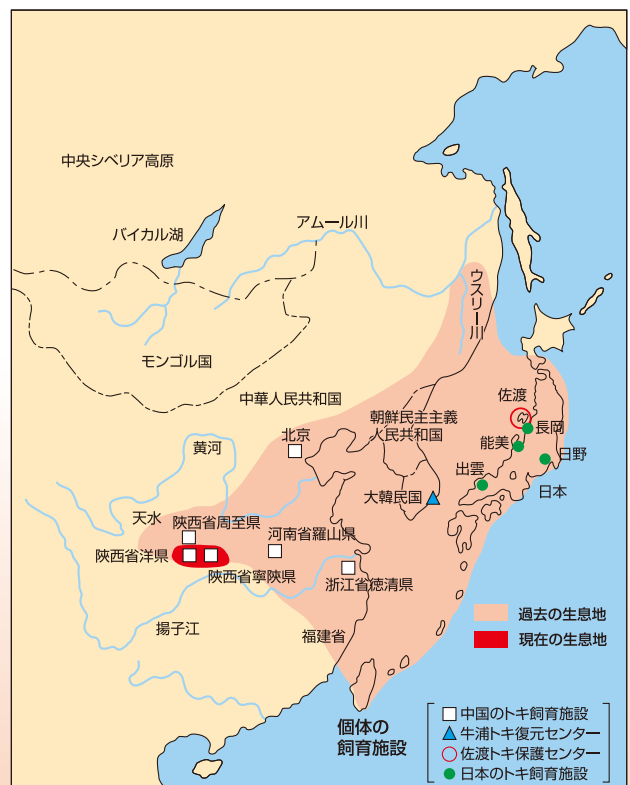 中央シベリア高原
バイカル湖
アムール川
ウスリー川
モンゴル国
中華人民共和国
朝鮮民主主義
人民共和国
佐渡
長岡
能美
日野
出雲
日本
北京
黄河
大韓民国
天水
陝西省周至県
河南省羅山県
陝西省洋県
陝西省寧陝県
浙江省徳清県
揚子江
福建省
過去の生息地
現在の生息地
個体の
飼育施設
中国のトキ飼育施設
牛浦トキ復元センター
佐渡トキ保護センター
日本のトキ飼育施設